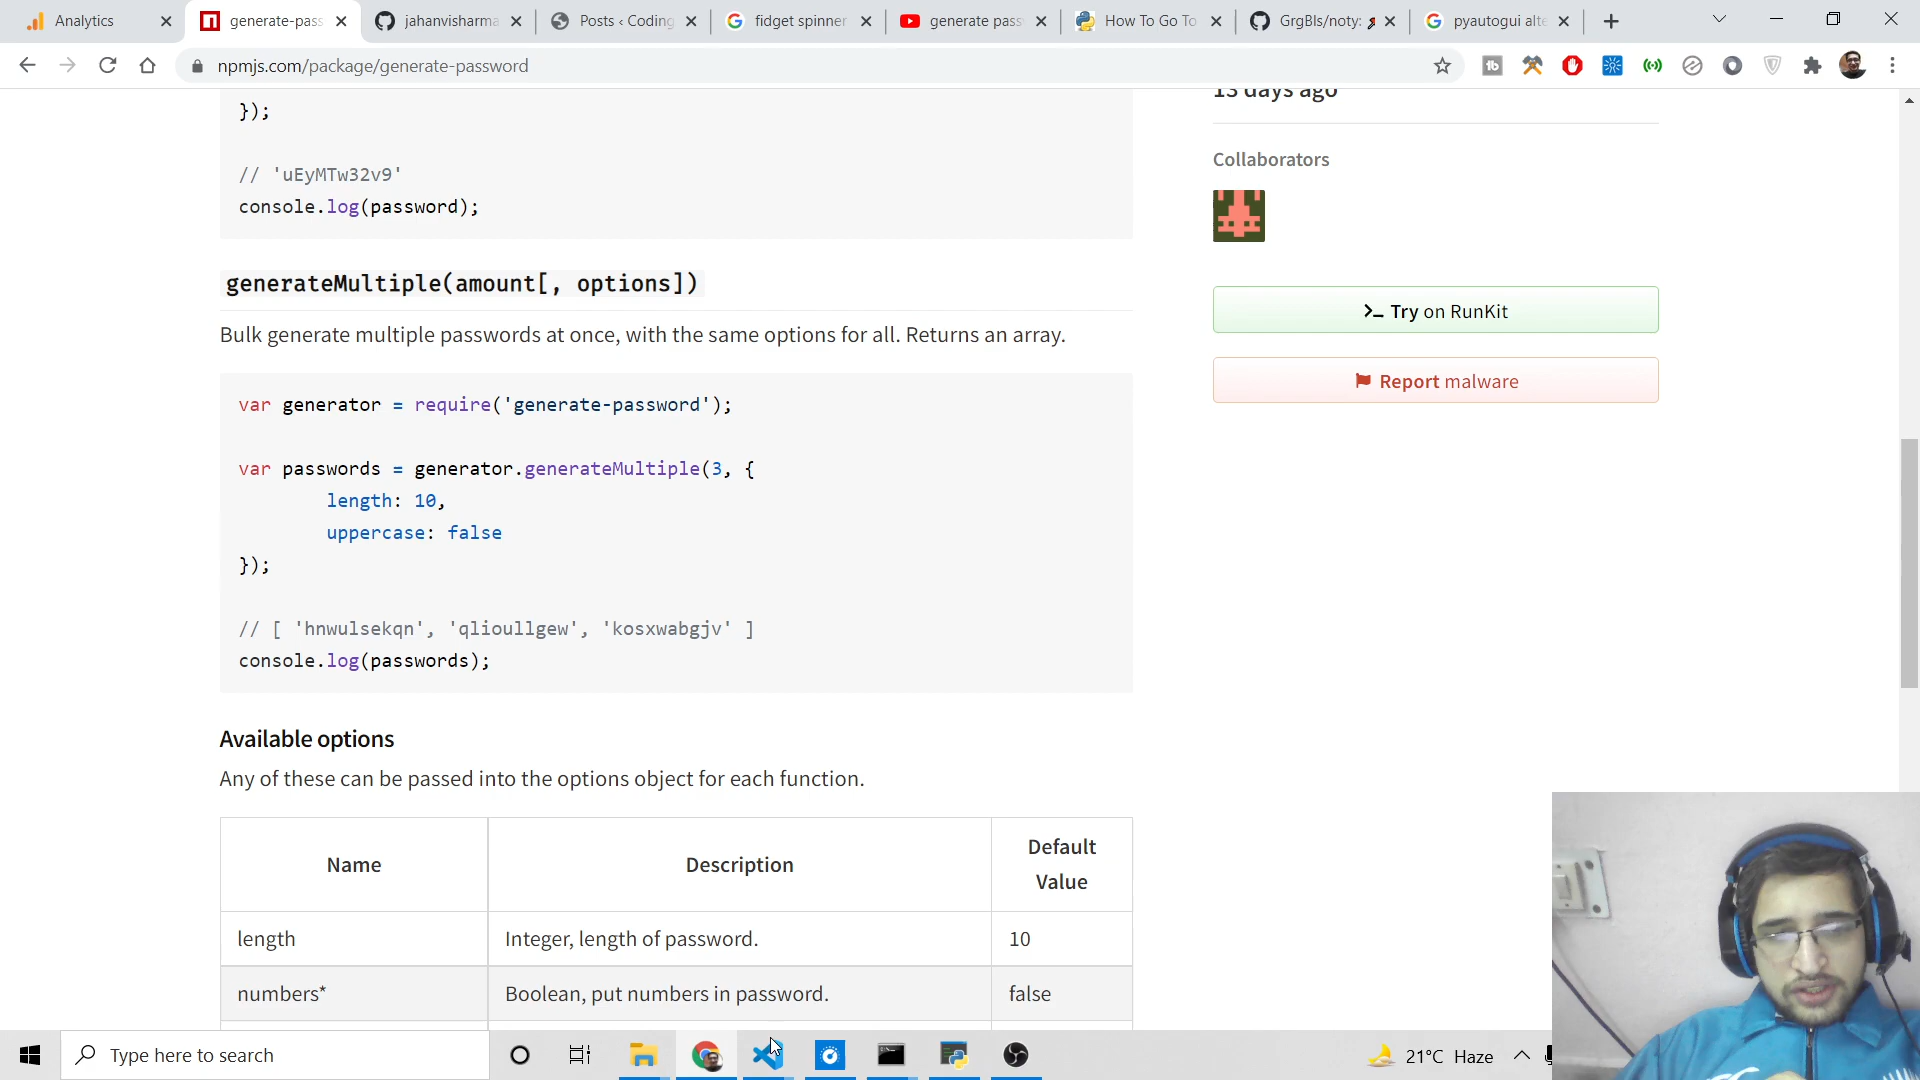 Analytics
generate-pass
jahanvisharma
Posts ‹ Coding
fidget spinner
generate pass
How To Go To
GrgBls/noty:
pyautogui alte
npmjs.com/package/generate-password
});
// 'uEyMTw32v9'
console.log(password);
generateMultiple(amount[, options])
Bulk generate multiple passwords at once, with the same options for all. Returns an array.
var generator = require('generate-password');
var passwords = generator.generateMultiple(3, {
length: 10,
uppercase: false
});
// [ 'hnwulsekqn', 'qlioullgew', 'kosxwabgjv' ]
console.log(passwords);
Available options
Any of these can be passed into the options object for each function.
Name Description Default Value
length Integer, length of password. 10
numbers* Boolean, put numbers in password. false
13 days ago
Collaborators
>_ Try on RunKit
Report malware
Type here to search
21°C Haze